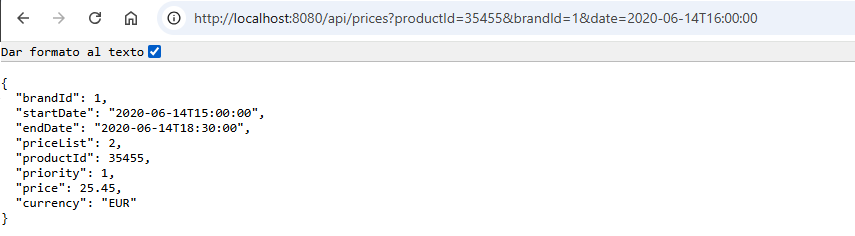 http://localhost:8080/api/prices?productId=35455&brandId=1&date=2020-06-14T16:00:00
Dar formato al texto
{
  "brandId": 1,
  "startDate": "2020-06-14T15:00:00",
  "endDate": "2020-06-14T18:30:00",
  "priceList": 2,
  "productId": 35455,
  "priority": 1,
  "price": 25.45,
  "currency": "EUR"
}